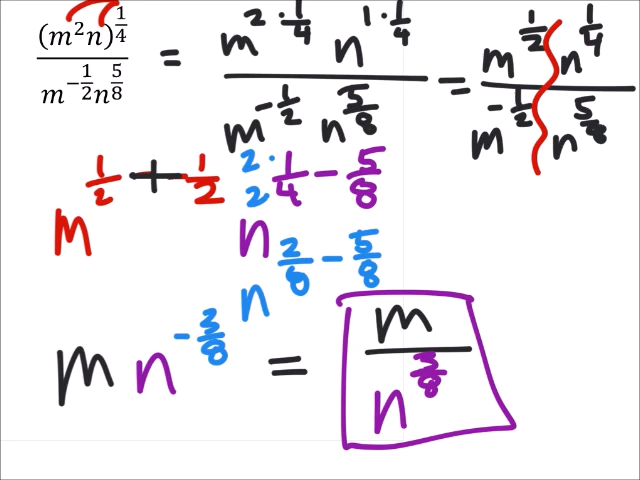 (m²n)^(1/4) / m^(-1/2) n^(5/8) = m^(2·1/4) n^(1·1/4) / m^(-1/2) n^(5/8) = m^(1/2) n^(1/4) / m^(-1/2) n^(5/8)
m^(1/2 + 1/2) n^(2/2 · 1/4 - 5/8)
n^(2/8 - 5/8)
m n^(-3/8) = m / n^(3/8)